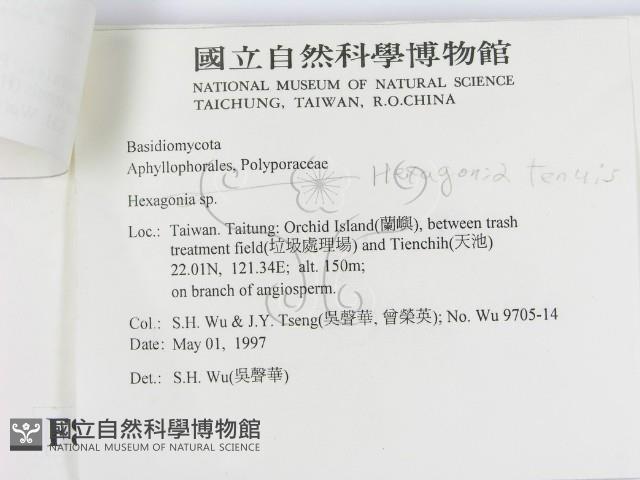 國立自然科學博物館
NATIONAL MUSEUM OF NATURAL SCIENCE
TAICHUNG, TAIWAN, R.O.CHINA
Basidiomycota
Aphyllophorales, Polyporaceae
Hexagonia tenuis
Hexagonia sp.
Loc.: Taiwan. Taitung: Orchid Island(蘭嶼), between trash
treatment field(垃圾處理場) and Tienchih(天池)
22.01N, 121.34E; alt. 150m;
on branch of angiosperm.
Col.: S.H. Wu & J.Y. Tseng(吳聲華, 曾榮英); No. Wu 9705-14
Date: May 01, 1997
Det.: S.H. Wu(吳聲華)
國立自然科學博物館
NATIONAL MUSEUM OF NATURAL SCIENCE